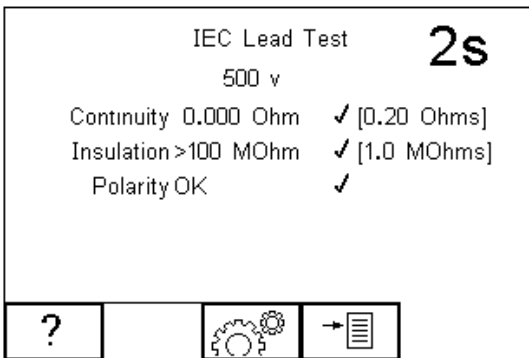 IEC Lead Test
2s
500 v
Continuity 0.000 Ohm ✓ [0.20 Ohms]
Insulation >100 MOhm ✓ [1.0 MOhms]
Polarity OK ✓
?